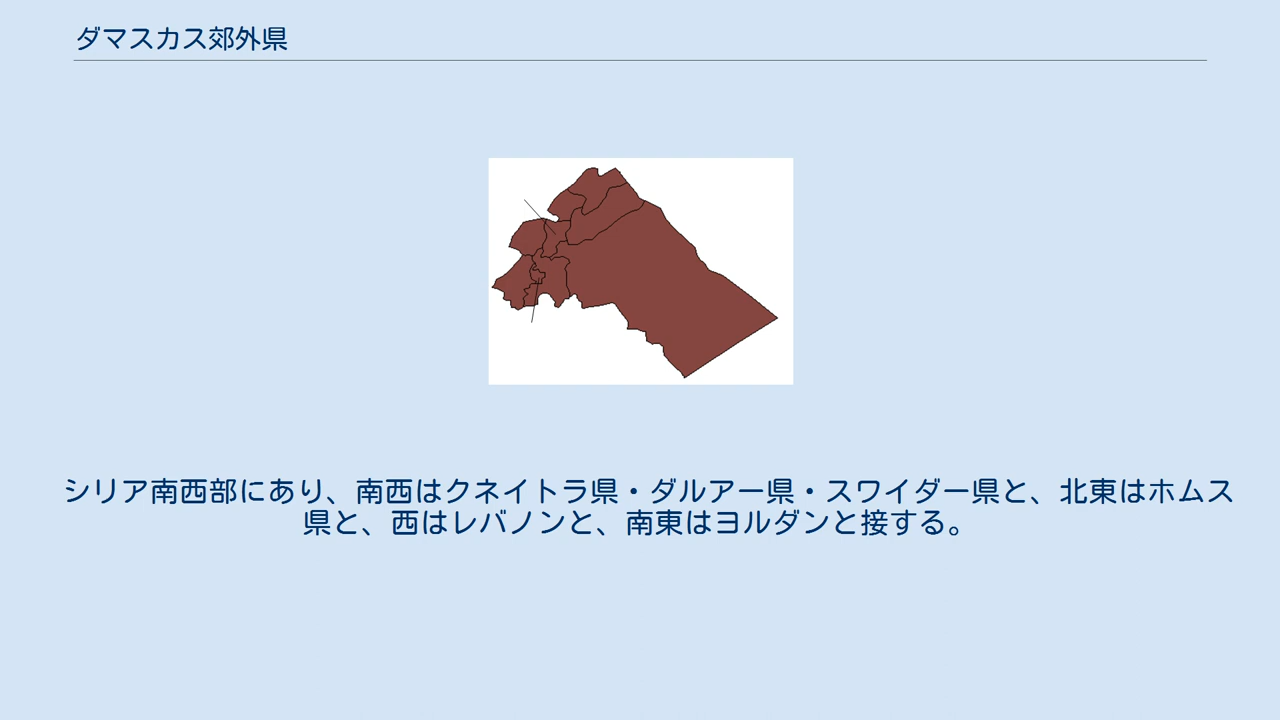 ダマスカス郊外県
シリア南西部にあり、南西はクネイトラ県・ダルアー県・スワイダー県と、北東はホムス
県と、西はレバノンと、南東はヨルダンと接する。